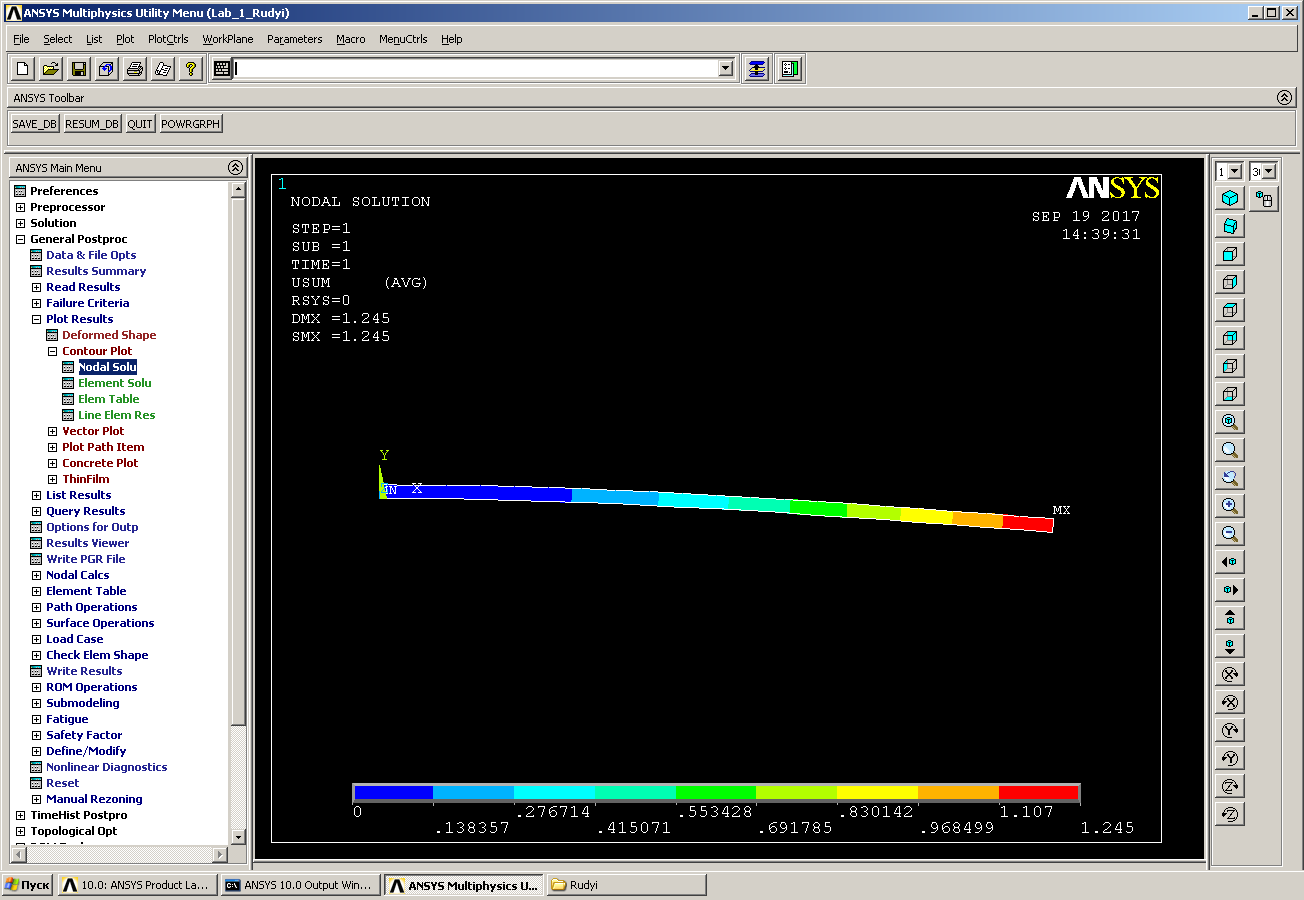 ANSYS Multiphysics Utility Menu (Lab_1_Rudyi)
File Select List Plot PlotCtrls WorkPlane Parameters Macro MenuCtrls Help
ANSYS Toolbar
SAVE_DB RESUM_DB QUIT POWRGRPH
ANSYS Main Menu
Preferences
Preprocessor
Solution
General Postproc
Data & File Opts
Results Summary
Read Results
Failure Criteria
Plot Results
Deformed Shape
Contour Plot
Nodal Solu
Element Solu
Elem Table
Line Elem Res
Vector Plot
Plot Path Item
Concrete Plot
ThinFilm
List Results
Query Results
Options for Outp
Results Viewer
Write PGR File
Nodal Calcs
Element Table
Path Operations
Surface Operations
Load Case
Check Elem Shape
Write Results
ROM Operations
Submodeling
Fatigue
Safety Factor
Define/Modify
Nonlinear Diagnostics
Reset
Manual Rezoning
TimeHist Postpro
Topological Opt
1
ANSYS
NODAL SOLUTION
SEP 19 2017
14:39:31
STEP=1
SUB =1
TIME=1
USUM (AVG)
RSYS=0
DMX =1.245
SMX =1.245
Y
X
MX
0 .276714 .553428 .830142 1.107
.138357 .415071 .691785 .968499 1.245
1
Пуск 10.0: ANSYS Product La... ANSYS 10.0 Output Win... ANSYS Multiphysics U... Rudyi